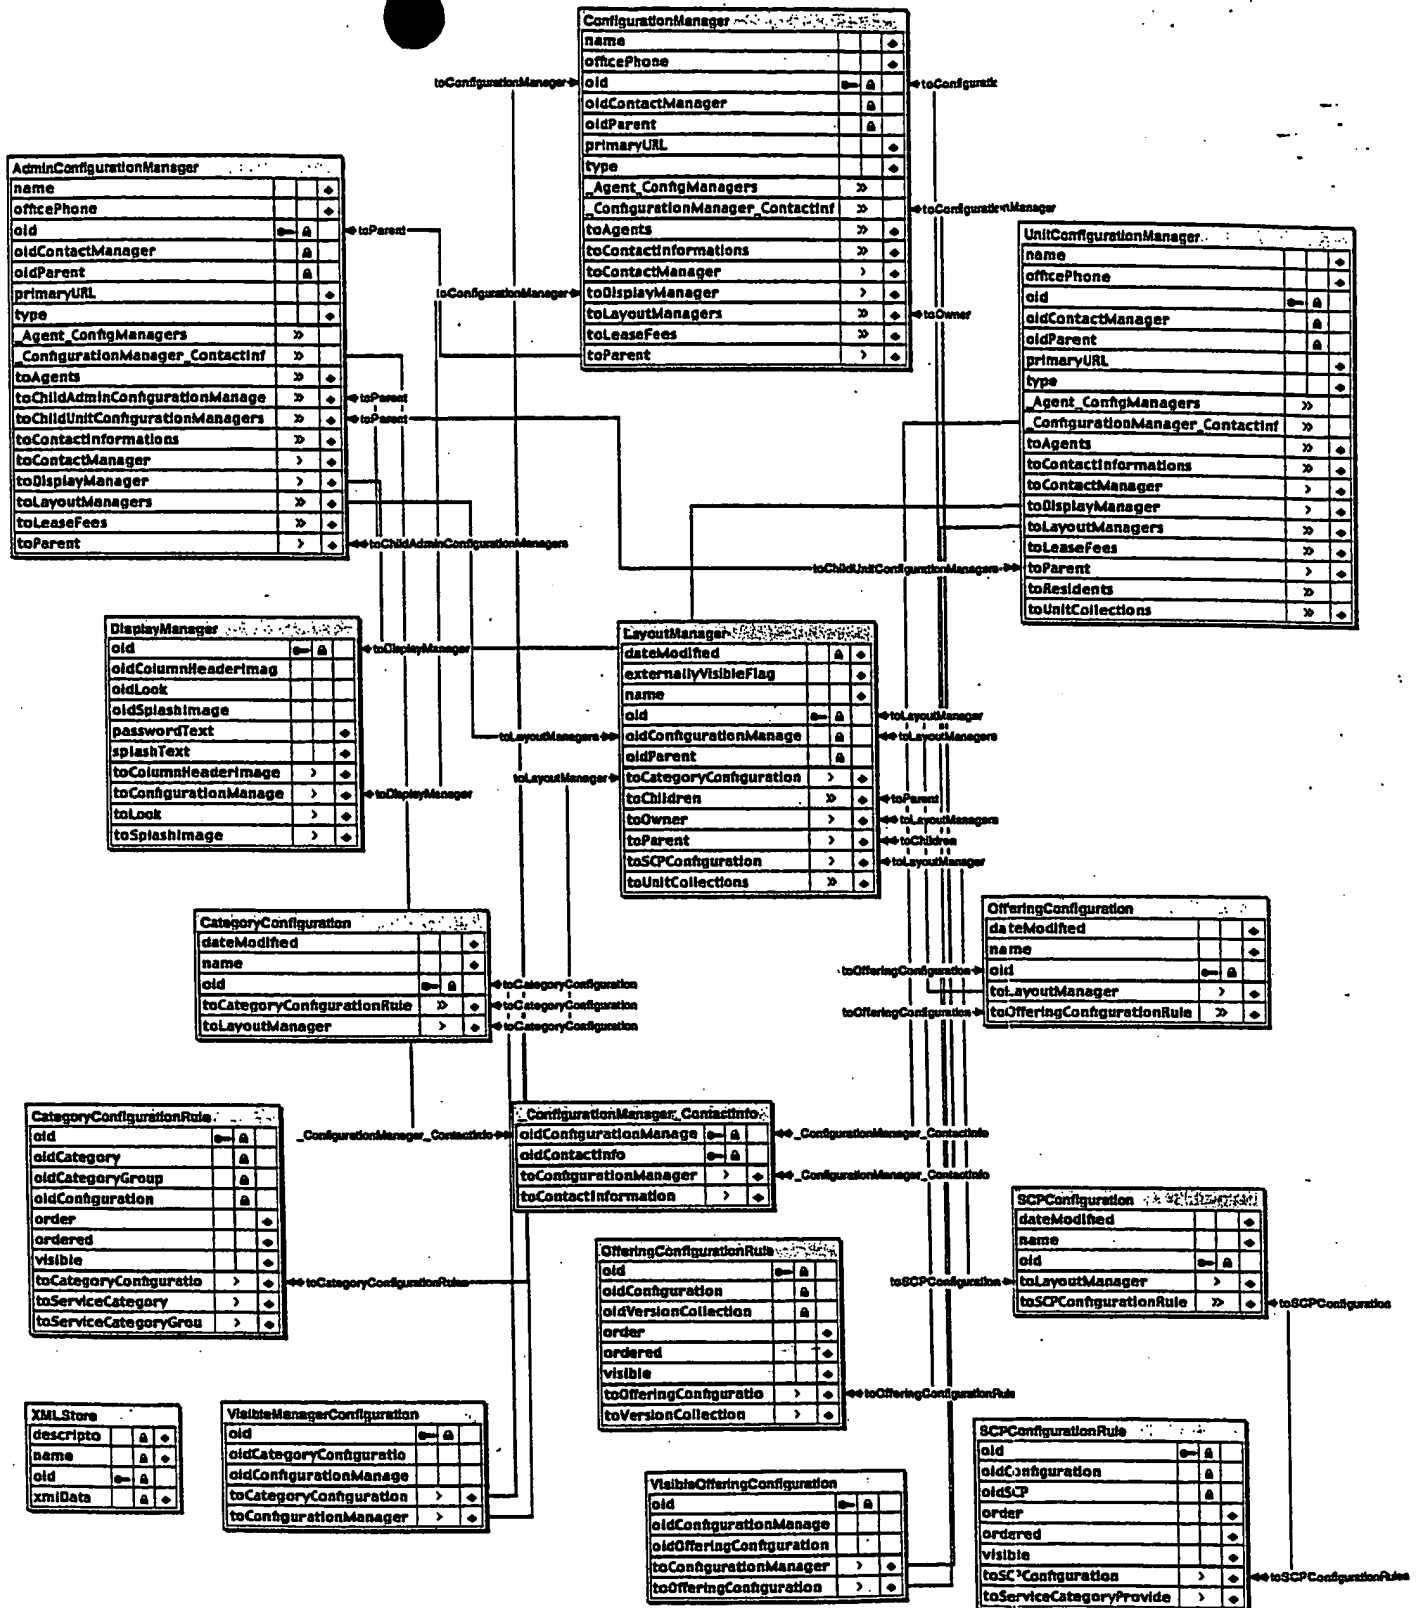 ConfigurationManager
name
officePhone
oid
oidContactManager
oidParent
primaryURL
type
_Agent_ConfigManagers
_ConfigurationManager_ContactInf
toAgents
toContactInformations
toContactManager
toDisplayManager
toLayoutManagers
toLeaseFees
toParent
toConfigurationManager
toConfiguratic
toConfigurationManager
toConfigurationManager
toOwner
AdminConfigurationManager
name
officePhone
oid
oidContactManager
oidParent
primaryURL
type
_Agent_ConfigManagers
_ConfigurationManager_ContactInf
toAgents
toChildAdminConfigurationManage
toChildUnitConfigurationManagers
toContactInformations
toContactManager
toDisplayManager
toLayoutManagers
toLeaseFees
toParent
toParent
toParent
toParent
toChildAdminConfigurationManagers
UnitConfigurationManager
name
officePhone
oid
oidContactManager
oidParent
primaryURL
type
_Agent_ConfigManagers
_ConfigurationManager_ContactInf
toAgents
toContactInformations
toContactManager
toDisplayManager
toLayoutManagers
toLeaseFees
toParent
toResidents
toUnitCollections
toChildUnitConfigurationManagers
DisplayManager
oid
oidColumnHeaderImag
oidLook
oidSplashImage
passwordText
splashText
toColumnHeaderImage
toConfigurationManage
toLook
toSplashImage
toDisplayManager
toDisplayManager
LayoutManager
dateModified
externallyVisibleFlag
name
oid
oidConfigurationManage
oidParent
toCategoryConfiguration
toChildren
toOwner
toParent
toSCPConfiguration
toUnitCollections
toLayoutManagers
toLayoutManager
toLayoutManager
toLayoutManagers
toParent
toLayoutManagers
toChildren
toLayoutManager
CategoryConfiguration
dateModified
name
oid
toCategoryConfigurationRule
toLayoutManager
toCategoryConfiguration
toCategoryConfiguration
toCategoryConfiguration
OfferingConfiguration
dateModified
name
oid
toLayoutManager
toOfferingConfigurationRule
toOfferingConfiguration
toOfferingConfiguration
CategoryConfigurationRule
oid
oidCategory
oidCategoryGroup
oidConfiguration
order
ordered
visible
toCategoryConfiguratio
toServiceCategory
toServiceCategoryGrou
toCategoryConfigurationRules
_ConfigurationManager_ContactInfo
oidConfigurationManage
oidContactInfo
toConfigurationManager
toContactInformation
_ConfigurationManager_ContactInfo
_ConfigurationManager_ContactInfo
_ConfigurationManager_ContactInfo
SCPConfiguration
dateModified
name
oid
toLayoutManager
toSCPConfigurationRule
toSCPConfiguration
toSCPConfiguration
OfferingConfigurationRule
oid
oidConfiguration
oidVersionCollection
order
ordered
visible
toOfferingConfiguratio
toVersionCollection
toOfferingConfigurationRule
XMLStore
descripto
name
oid
xmlData
VisibleManagerConfiguration
oid
oidCategoryConfiguratio
oidConfigurationManage
toCategoryConfiguration
toConfigurationManager
VisibleOfferingConfiguration
oid
oidConfigurationManage
oidOfferingConfiguration
toConfigurationManager
toOfferingConfiguration
SCPConfigurationRule
oid
oidConfiguration
oidSCP
order
ordered
visible
toSCPConfiguration
toServiceCategoryProvide
toSCPConfigurationRules